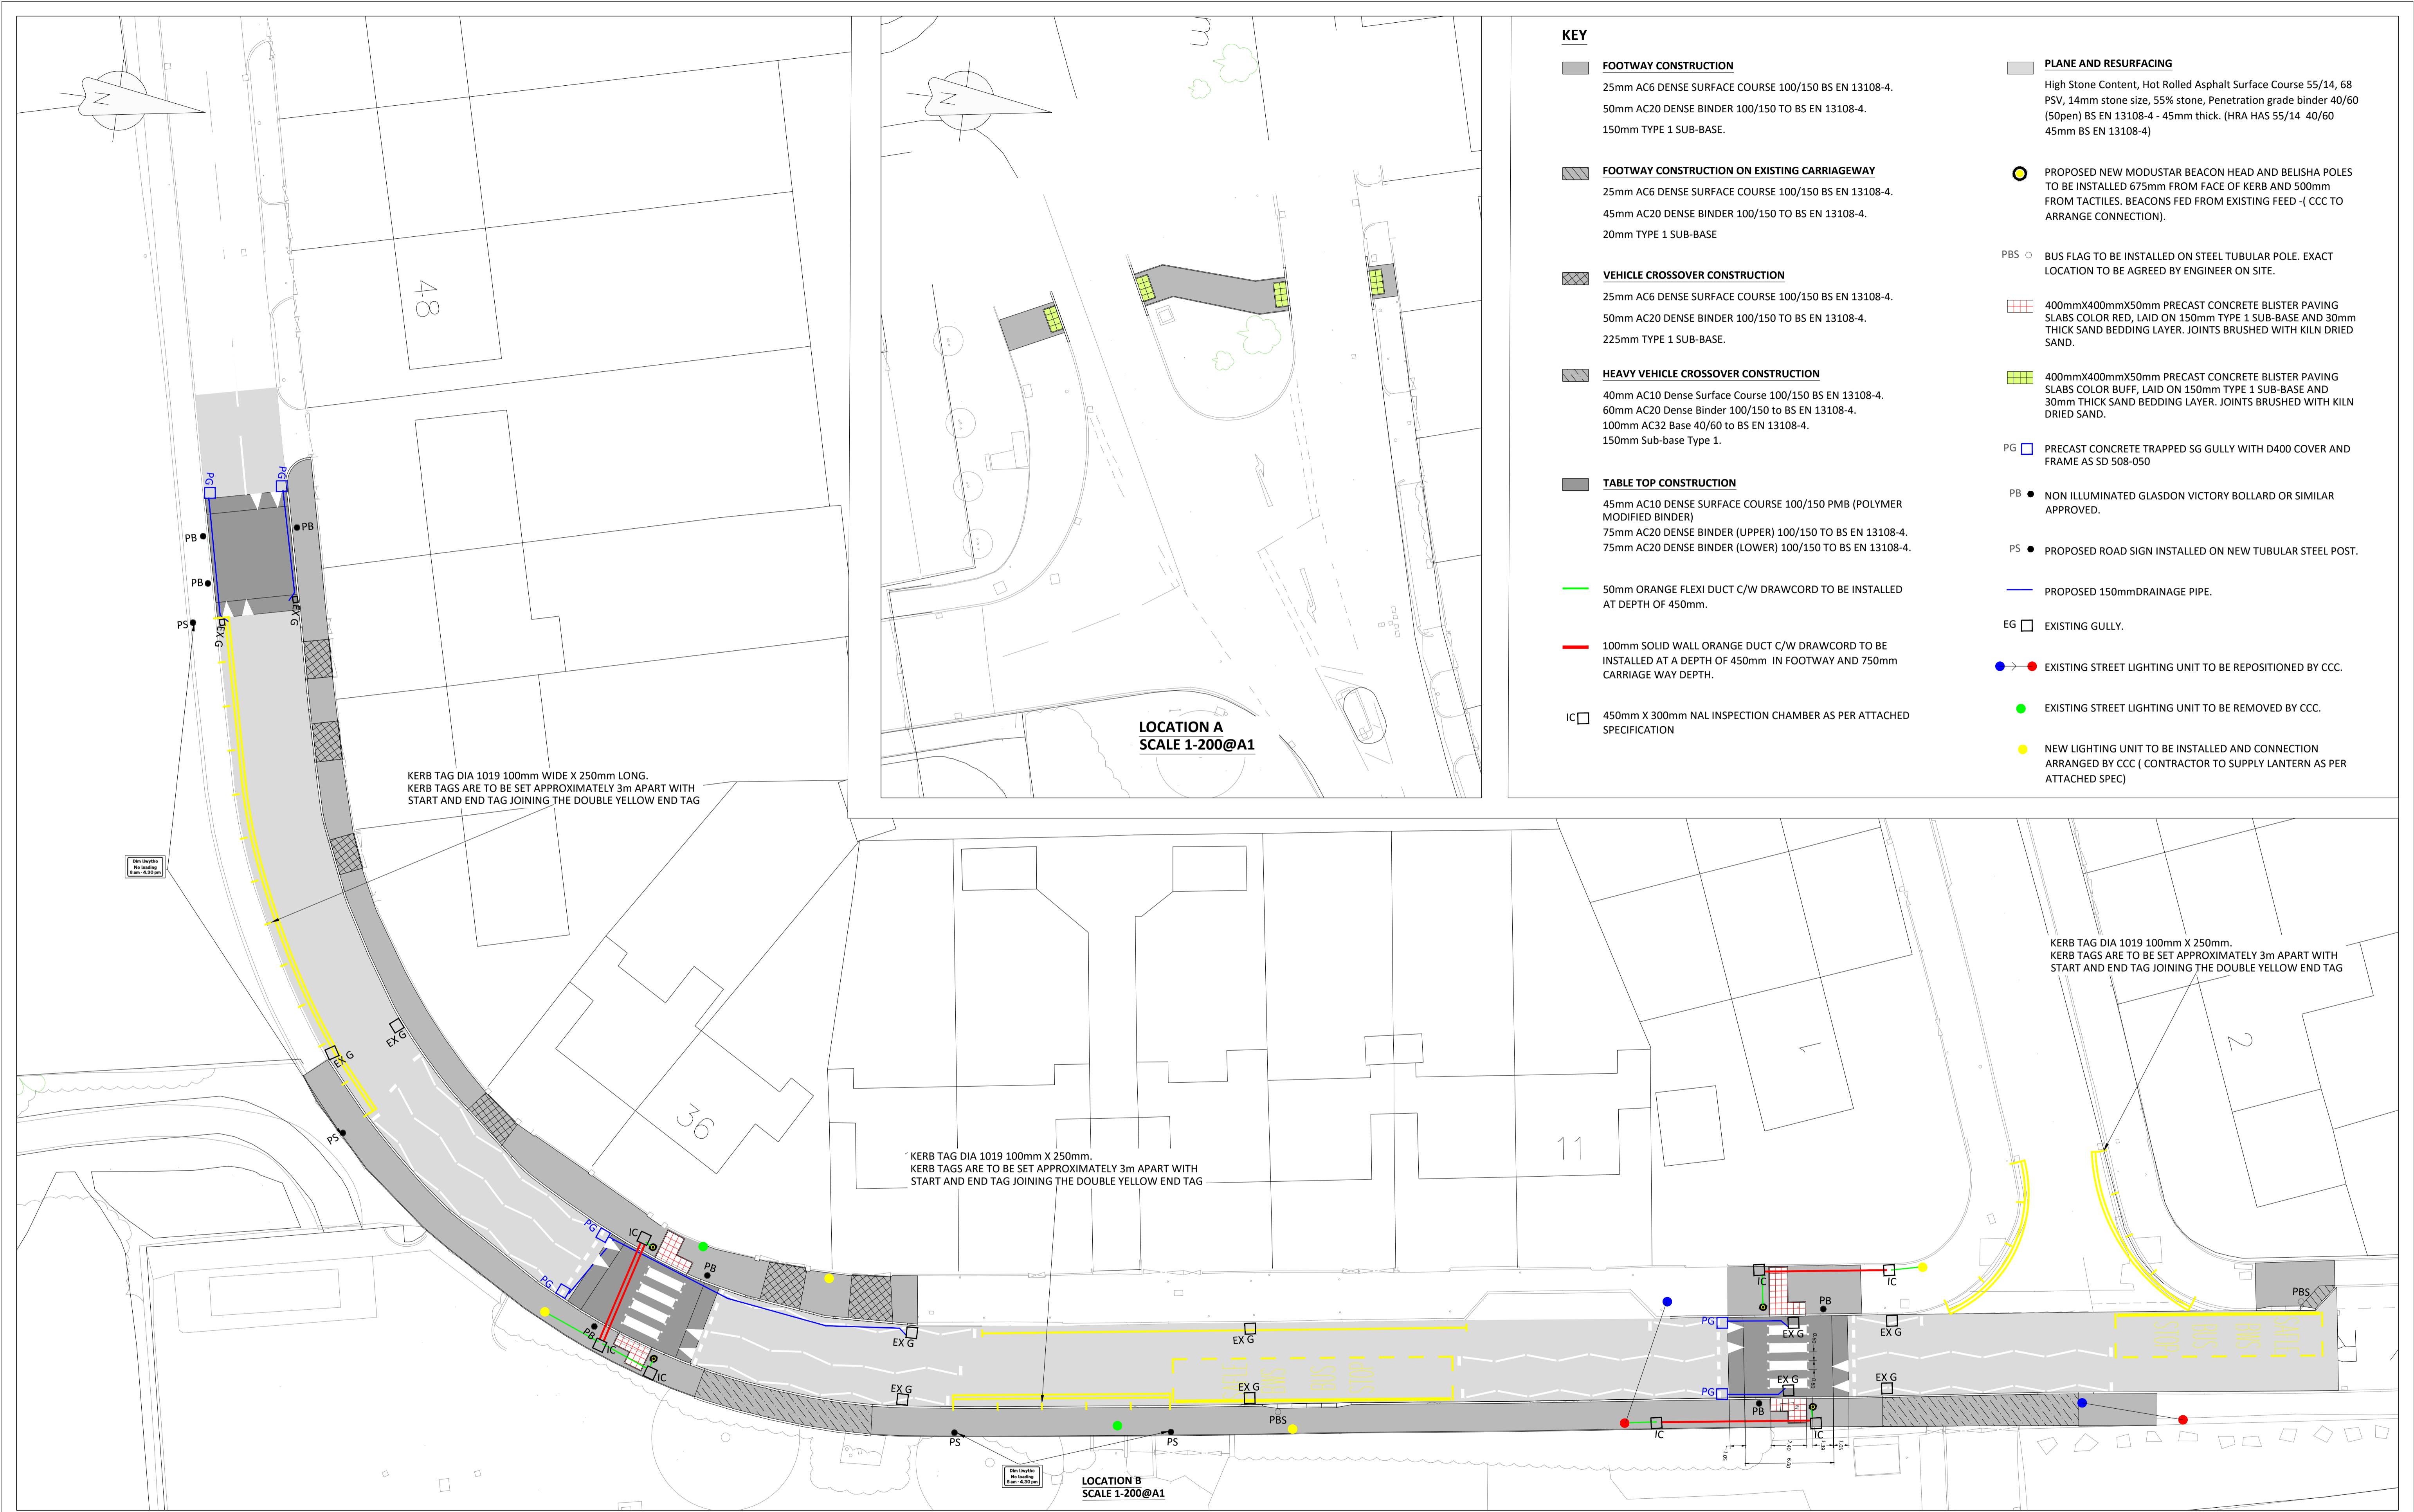 KEY
FOOTWAY CONSTRUCTION
25mm AC6 DENSE SURFACE COURSE 100/150 BS EN 13108-4.
50mm AC20 DENSE BINDER 100/150 TO BS EN 13108-4.
150mm TYPE 1 SUB-BASE.
FOOTWAY CONSTRUCTION ON EXISTING CARRIAGEWAY
25mm AC6 DENSE SURFACE COURSE 100/150 BS EN 13108-4.
45mm AC20 DENSE BINDER 100/150 TO BS EN 13108-4.
20mm TYPE 1 SUB-BASE
VEHICLE CROSSOVER CONSTRUCTION
25mm AC6 DENSE SURFACE COURSE 100/150 BS EN 13108-4.
50mm AC20 DENSE BINDER 100/150 TO BS EN 13108-4.
225mm TYPE 1 SUB-BASE.
HEAVY VEHICLE CROSSOVER CONSTRUCTION
40mm AC10 Dense Surface Course 100/150 BS EN 13108-4.
60mm AC20 Dense Binder 100/150 to BS EN 13108-4.
100mm AC32 Base 40/60 to BS EN 13108-4.
150mm Sub-base Type 1.
TABLE TOP CONSTRUCTION
45mm AC10 DENSE SURFACE COURSE 100/150 PMB (POLYMER
MODIFIED BINDER)
75mm AC20 DENSE BINDER (UPPER) 100/150 TO BS EN 13108-4.
75mm AC20 DENSE BINDER (LOWER) 100/150 TO BS EN 13108-4.
50mm ORANGE FLEXI DUCT C/W DRAWCORD TO BE INSTALLED
AT DEPTH OF 450mm.
100mm SOLID WALL ORANGE DUCT C/W DRAWCORD TO BE
INSTALLED AT A DEPTH OF 450mm IN FOOTWAY AND 750mm
CARRIAGE WAY DEPTH.
IC
450mm X 300mm NAL INSPECTION CHAMBER AS PER ATTACHED
SPECIFICATION
PLANE AND RESURFACING
High Stone Content, Hot Rolled Asphalt Surface Course 55/14, 68
PSV, 14mm stone size, 55% stone, Penetration grade binder 40/60
(50pen) BS EN 13108-4 - 45mm thick. (HRA HAS 55/14 40/60
45mm BS EN 13108-4)
PROPOSED NEW MODUSTAR BEACON HEAD AND BELISHA POLES
TO BE INSTALLED 675mm FROM FACE OF KERB AND 500mm
FROM TACTILES. BEACONS FED FROM EXISTING FEED -( CCC TO
ARRANGE CONNECTION).
PBS
BUS FLAG TO BE INSTALLED ON STEEL TUBULAR POLE. EXACT
LOCATION TO BE AGREED BY ENGINEER ON SITE.
400mmX400mmX50mm PRECAST CONCRETE BLISTER PAVING
SLABS COLOR RED, LAID ON 150mm TYPE 1 SUB-BASE AND 30mm
THICK SAND BEDDING LAYER. JOINTS BRUSHED WITH KILN DRIED
SAND.
400mmX400mmX50mm PRECAST CONCRETE BLISTER PAVING
SLABS COLOR BUFF, LAID ON 150mm TYPE 1 SUB-BASE AND
30mm THICK SAND BEDDING LAYER. JOINTS BRUSHED WITH KILN
DRIED SAND.
PG
PRECAST CONCRETE TRAPPED SG GULLY WITH D400 COVER AND
FRAME AS SD 508-050
PB
NON ILLUMINATED GLASDON VICTORY BOLLARD OR SIMILAR
APPROVED.
PS
PROPOSED ROAD SIGN INSTALLED ON NEW TUBULAR STEEL POST.
PROPOSED 150mmDRAINAGE PIPE.
EG
EXISTING GULLY.
EXISTING STREET LIGHTING UNIT TO BE REPOSITIONED BY CCC.
EXISTING STREET LIGHTING UNIT TO BE REMOVED BY CCC.
NEW LIGHTING UNIT TO BE INSTALLED AND CONNECTION
ARRANGED BY CCC ( CONTRACTOR TO SUPPLY LANTERN AS PER
ATTACHED SPEC)
N
N
LOCATION A
SCALE 1-200@A1
48
PG
PG
PB
PB
PB
PS
EX G
EX G
KERB TAG DIA 1019 100mm WIDE X 250mm LONG.
KERB TAGS ARE TO BE SET APPROXIMATELY 3m APART WITH
START AND END TAG JOINING THE DOUBLE YELLOW END TAG
Dim llwytho
No loading
8 am - 4.30 pm
EX G
EX G
PS
36
KERB TAG DIA 1019 100mm X 250mm.
KERB TAGS ARE TO BE SET APPROXIMATELY 3m APART WITH
START AND END TAG JOINING THE DOUBLE YELLOW END TAG
11
1
2
KERB TAG DIA 1019 100mm X 250mm.
KERB TAGS ARE TO BE SET APPROXIMATELY 3m APART WITH
START AND END TAG JOINING THE DOUBLE YELLOW END TAG
PG
IC
PB
PG
PB
IC
IC
EX G
EX G
EX G
EX G
PBS
PS
PS
Dim llwytho
No loading
8 am - 4.30 pm
LOCATION B
SCALE 1-200@A1
IC
IC
PB
PG
EX G
EX G
PG
EX G
EX G
PB
IC
IC
PBS
0.60
0.60
1.05
2.40
6.00